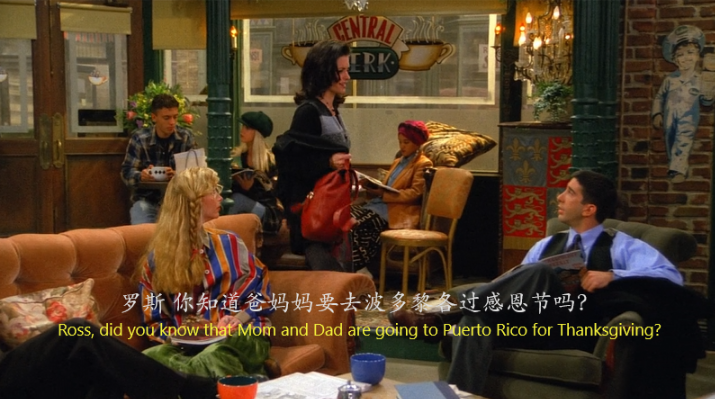 CENTRAL
PERK
罗斯 你知道爸妈妈要去波多黎各过感恩节吗?
Ross, did you know that Mom and Dad are going to Puerto Rico for Thanksgiving?